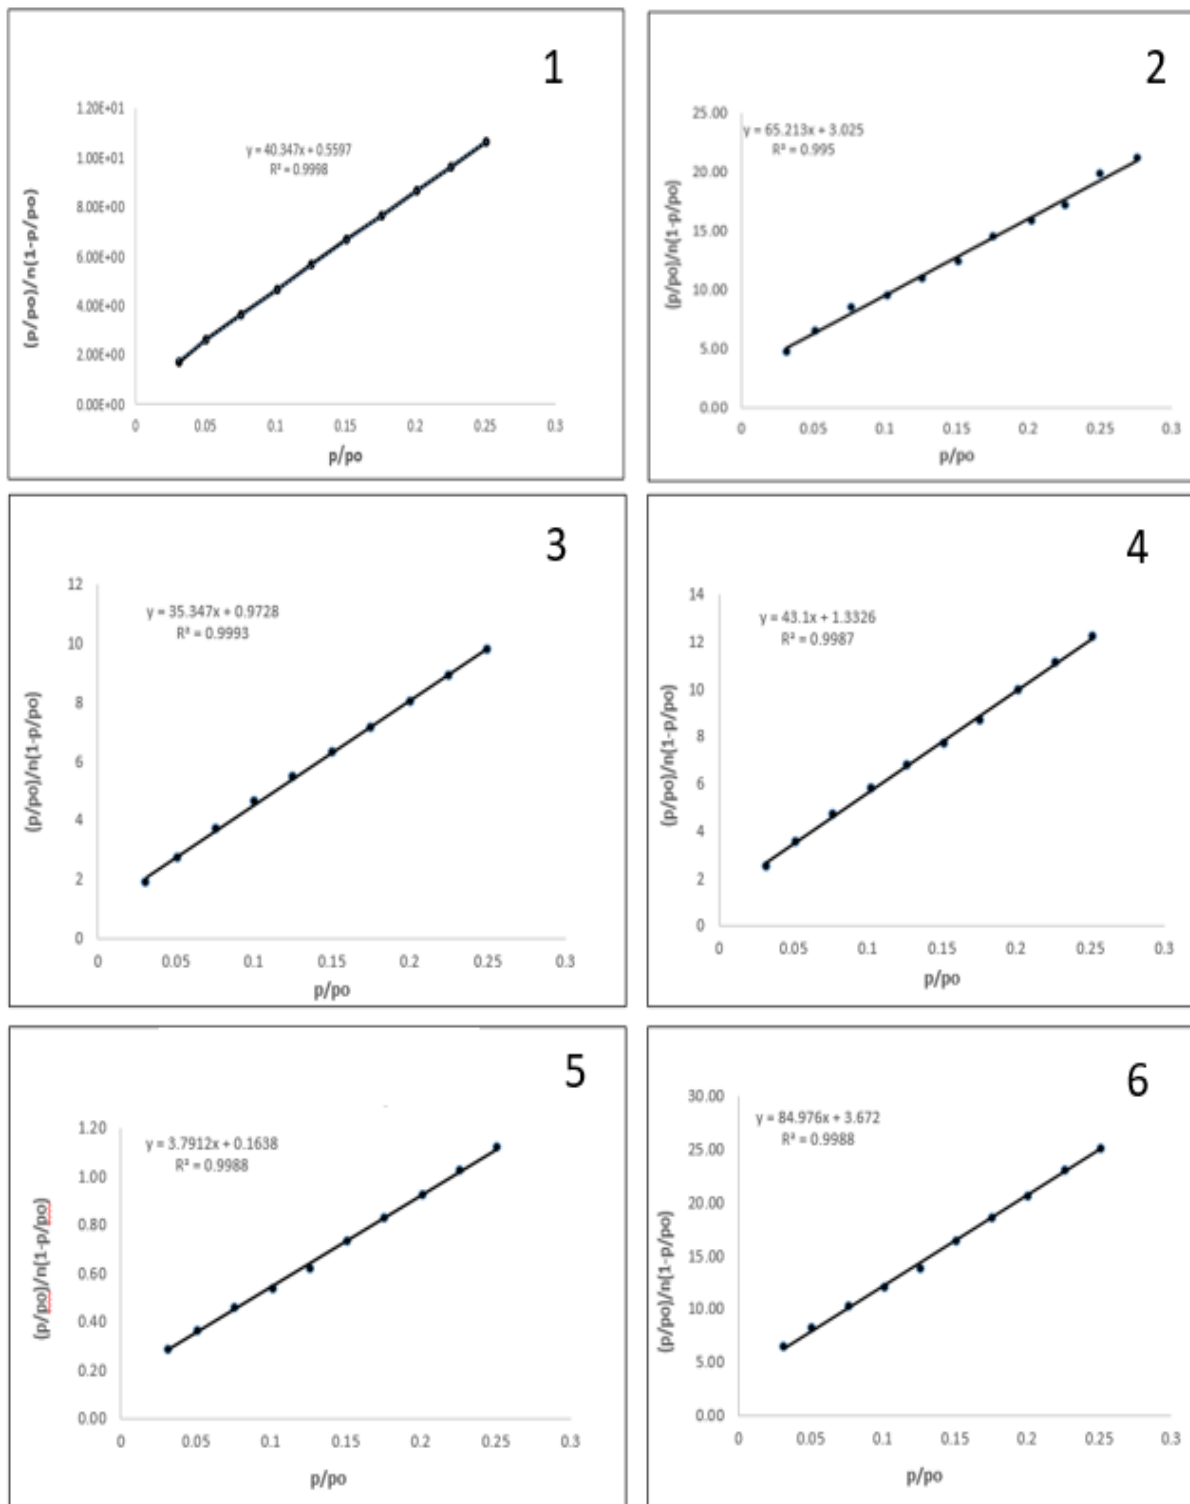 1
y = 40.347x + 0.5597
R² = 0.9998
(p/po)/n(1-p/po)
1.20E+01
1.00E+01
8.00E+00
6.00E+00
4.00E+00
2.00E+00
0.00E+00
0 0.05 0.1 0.15 0.2 0.25 0.3
p/po
2
y = 65.213x + 3.025
R² = 0.995
(p/po)/n(1-p/po)
25.00
20.00
15.00
10.00
5.00
0.00
0 0.05 0.1 0.15 0.2 0.25 0.3
p/po
3
y = 35.347x + 0.9728
R² = 0.9993
(p/po)/n(1-p/po)
12
10
8
6
4
2
0
0 0.05 0.1 0.15 0.2 0.25 0.3
p/po
4
y = 43.1x + 1.3326
R² = 0.9987
(p/po)/n(1-p/po)
14
12
10
8
6
4
2
0
0 0.05 0.1 0.15 0.2 0.25 0.3
p/po
5
y = 3.7912x + 0.1638
R² = 0.9988
(p/po)/n(1-p/po)
1.20
1.00
0.80
0.60
0.40
0.20
0.00
0 0.05 0.1 0.15 0.2 0.25 0.3
p/po
6
y = 84.976x + 3.672
R² = 0.9988
(p/po)/n(1-p/po)
30.00
25.00
20.00
15.00
10.00
5.00
0.00
0 0.05 0.1 0.15 0.2 0.25 0.3
p/po